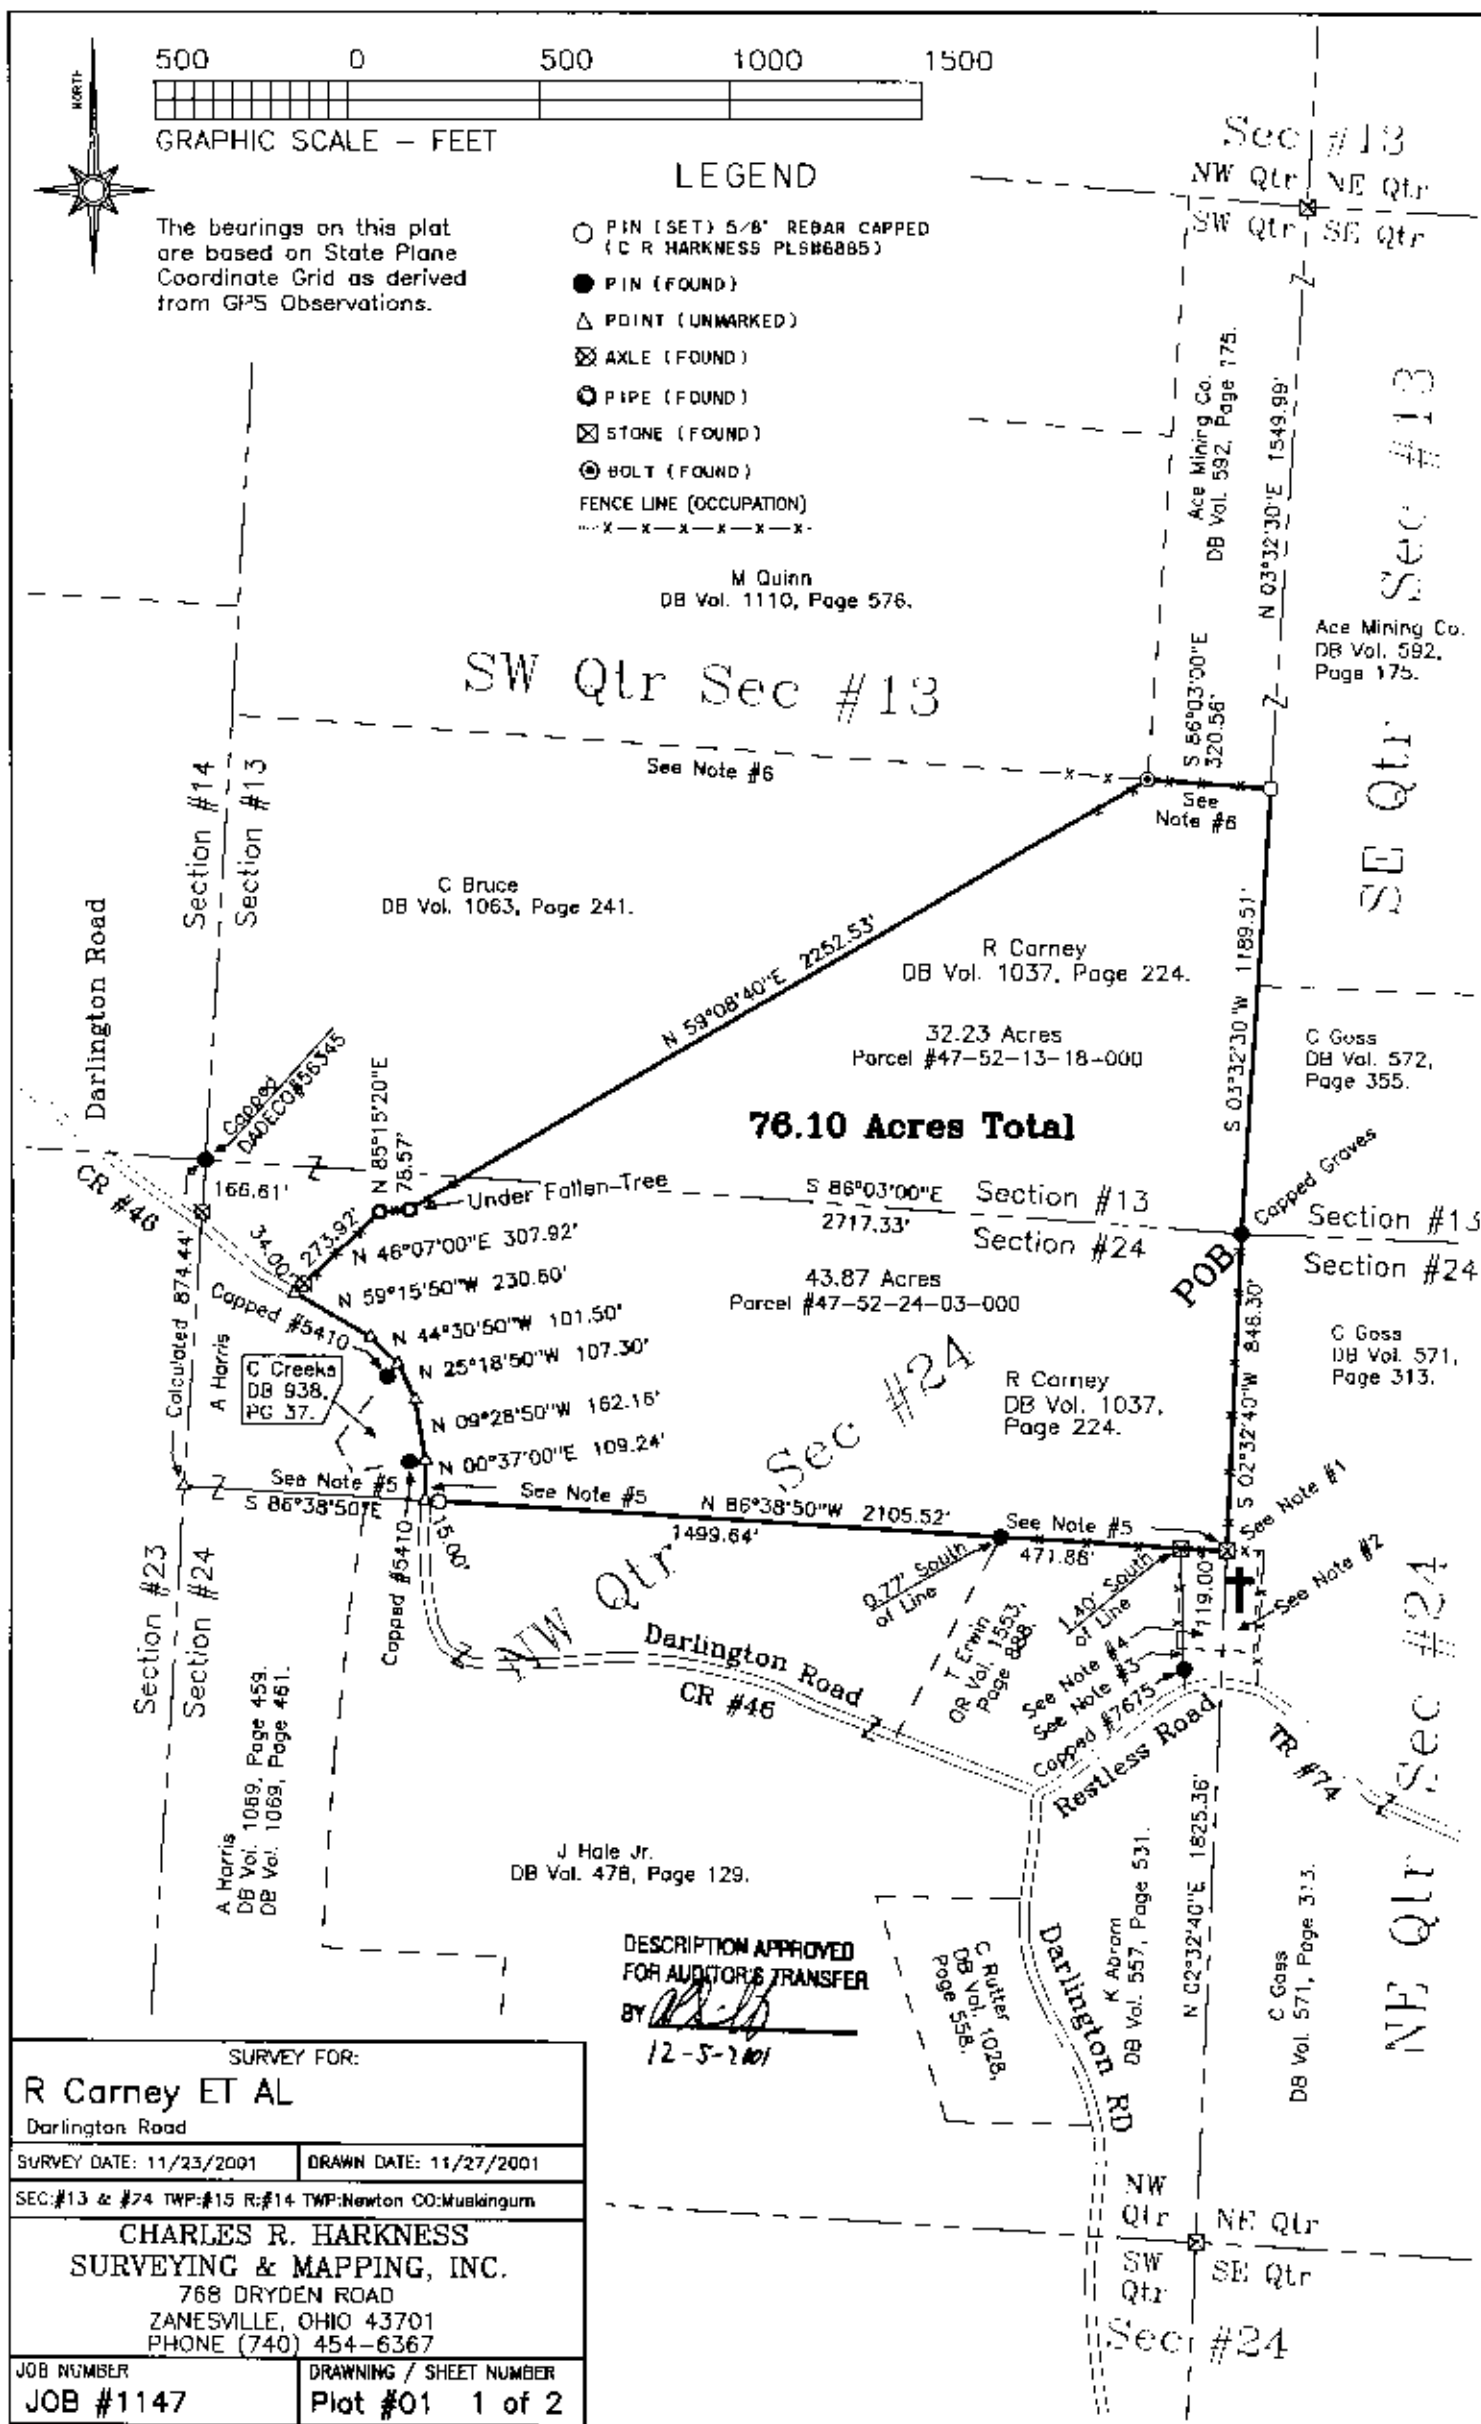 500 0 500 1000 1500
NORTH
GRAPHIC SCALE – FEET
The bearings on this plat
are based on State Plane
Coordinate Grid as derived
from GPS Observations.
LEGEND
PIN (SET) 5/8" REBAR CAPPED
(C R HARKNESS PLS#6885)
PIN (FOUND)
POINT (UNMARKED)
AXLE (FOUND)
PIPE (FOUND)
STONE (FOUND)
BOLT (FOUND)
FENCE LINE (OCCUPATION)
Sec #13
NW Qtr NE Qtr
SW Qtr SE Qtr
Ace Mining Co.
DB Vol. 592, Page 175.
N 03°32'30"E 1549.99'
SE Qtr Sec #13
M Quinn
DB Vol. 1110, Page 576.
Ace Mining Co.
DB Vol. 592,
Page 175.
SW Qtr Sec #13
S 86°03'00"E
320.56'
See Note #6
See
Note #6
Section #14
Section #13
C Bruce
DB Vol. 1063, Page 241.
N 59°08'40"E 2252.53'
R Carney
DB Vol. 1037, Page 224.
32.23 Acres
Parcel #47-52-13-18-000
S 03°32'30"W 1189.51'
C Goss
DB Vol. 572,
Page 355.
76.10 Acres Total
Darlington Road
Capped
DADECO#56345
N 85°15'20"E
78.57'
Capped Graves
CR #46
166.61'
Under Fallen-Tree
S 86°03'00"E
2717.33'
Section #13
Section #24
Section #13
Section #24
POB
34.00'
273.92'
N 46°07'00"E 307.92'
N 59°15'50"W 230.60'
N 44°30'50"W 101.50'
N 25°18'50"W 107.30'
N 09°28'50"W 162.16'
N 00°37'00"E 109.24'
43.87 Acres
Parcel #47-52-24-03-000
Calculated 874.44'
A Harris
Capped #5410
C Creeks
DB 938,
PG 37.
C Goss
DB Vol. 571,
Page 313.
R Carney
DB Vol. 1037,
Page 224.
S 02°32'40"W 846.30'
NW Qtr Sec #24
See Note #5
S 86°38'50"E
See Note #5
N 86°38'50"W 2105.52'
1499.64'
See Note #5
471.88'
See Note #1
See Note #2
15.00'
Capped #5410
0.77' South
of Line
1.40' South
of Line
119.00'
Section #23
Section #24
Darlington Road
CR #46
T Erwin
OR Vol. 1553,
Page 888.
See Note #4
See Note #3
Capped #7675
Restless Road
TR #74
NE Qtr Sec #24
A Harris
DB Vol. 1069, Page 459.
DB Vol. 1069, Page 461.
J Hale Jr.
DB Vol. 478, Page 129.
C Rutter
DB Vol. 1028,
Page 558.
Darlington RD
K Abram
DB Vol. 557, Page 531.
N 02°32'40"E 1825.36'
C Goss
DB Vol. 571, Page 313.
DESCRIPTION APPROVED
FOR AUDITOR'S TRANSFER
BY
12-5-2001
NW
Qtr NE Qtr
SW
Qtr SE Qtr
Sec #24
SURVEY FOR:
R Carney ET AL
Darlington Road
SURVEY DATE: 11/23/2001 DRAWN DATE: 11/27/2001
SEC:#13 & #24 TWP:#15 R:#14 TWP:Newton CO:Muskingum
CHARLES R. HARKNESS
SURVEYING & MAPPING, INC.
768 DRYDEN ROAD
ZANESVILLE, OHIO 43701
PHONE (740) 454-6367
JOB NUMBER DRAWNING / SHEET NUMBER
JOB #1147 Plat #01 1 of 2